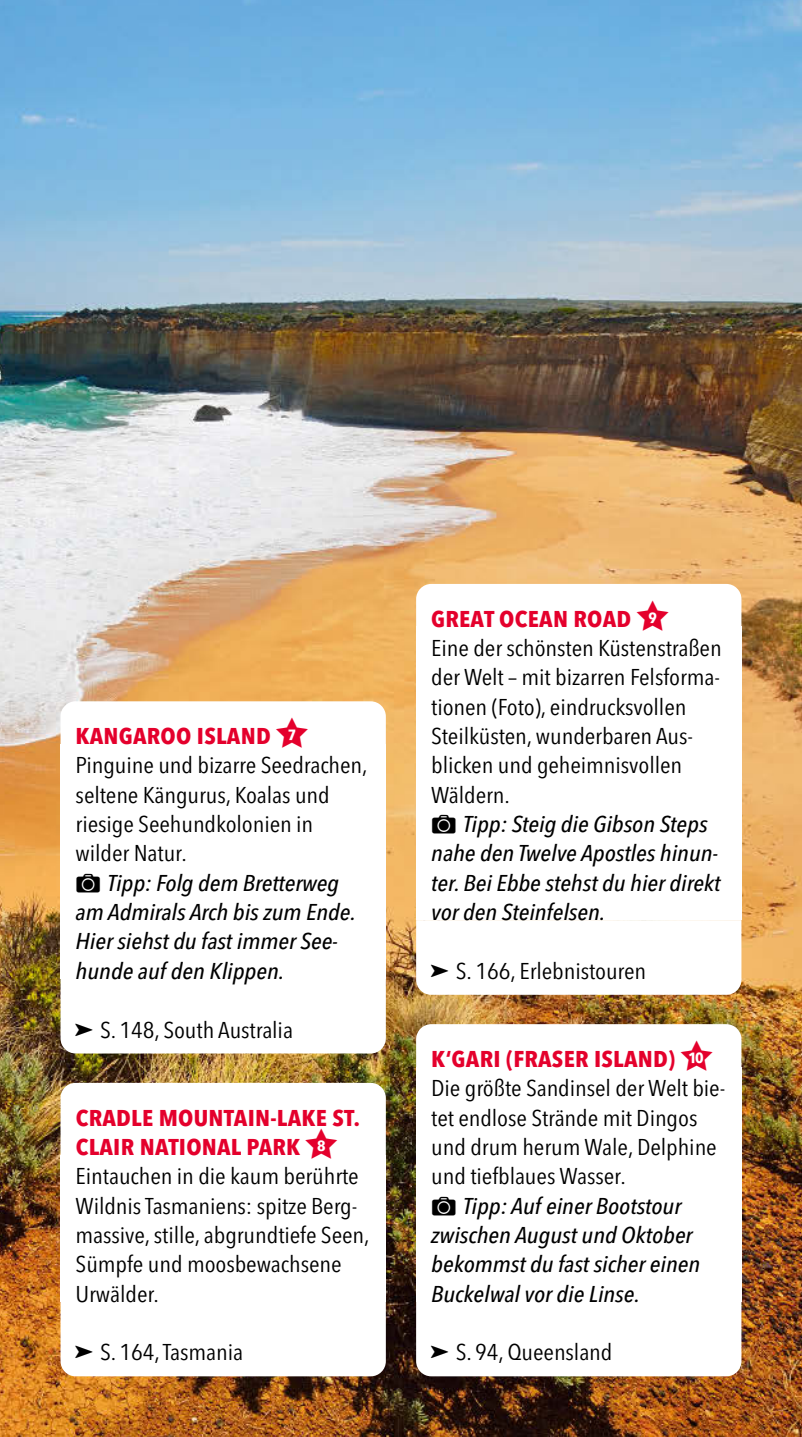 KANGAROO ISLAND 7
Pinguine und bizarre Seedrachen,
seltene Kängurus, Koalas und
riesige Seehundkolonien in
wilder Natur.
Tipp: Folg dem Bretterweg
am Admirals Arch bis zum Ende.
Hier siehst du fast immer See-
hunde auf den Klippen.
➤ S. 148, South Australia
CRADLE MOUNTAIN-LAKE ST.
CLAIR NATIONAL PARK 8
Eintauchen in die kaum berührte
Wildnis Tasmaniens: spitze Berg-
massive, stille, abgrundtiefe Seen,
Sümpfe und moosbewachsene
Urwälder.
➤ S. 164, Tasmania
GREAT OCEAN ROAD 9
Eine der schönsten Küstenstraßen
der Welt – mit bizarren Felsforma-
tionen (Foto), eindrucksvollen
Steilküsten, wunderbaren Aus-
blicken und geheimnisvollen
Wäldern.
Tipp: Steig die Gibson Steps
nahe den Twelve Apostles hinun-
ter. Bei Ebbe stehst du hier direkt
vor den Steinfelsen.
➤ S. 166, Erlebnistouren
K‘GARI (FRASER ISLAND) 10
Die größte Sandinsel der Welt bie-
tet endlose Strände mit Dingos
und drum herum Wale, Delphine
und tiefblaues Wasser.
Tipp: Auf einer Bootstour
zwischen August und Oktober
bekommst du fast sicher einen
Buckelwal vor die Linse.
➤ S. 94, Queensland